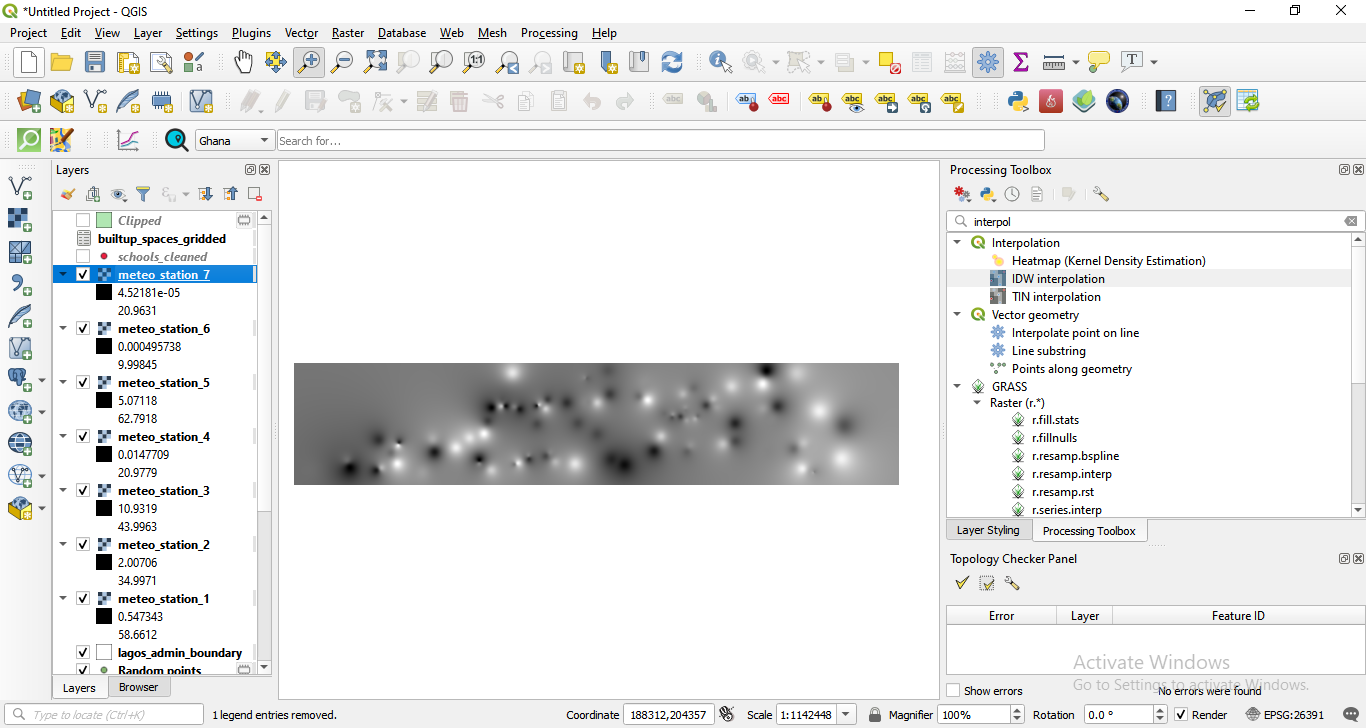 *Untitled Project - QGIS
Project Edit View Layer Settings Plugins Vector Raster Database Web Mesh Processing Help
Ghana Search for...
Layers
Clipped
builtup_spaces_gridded
schools_cleaned
meteo station 7
4.52181e-05
20.9631
meteo_station_6
0.000495738
9.99845
meteo_station_5
5.07118
62.7918
meteo_station_4
0.0147709
20.9779
meteo_station_3
10.9319
43.9963
meteo_station_2
2.00706
34.9971
meteo_station_1
0.547343
58.6612
lagos_admin_boundary
Random points
Layers Browser
Processing Toolbox
interpol
Interpolation
Heatmap (Kernel Density Estimation)
IDW interpolation
TIN interpolation
Vector geometry
Interpolate point on line
Line substring
Points along geometry
GRASS
Raster (r.*)
r.fill.stats
r.fillnulls
r.resamp.bspline
r.resamp.interp
r.resamp.rst
r.series.interp
Layer Styling Processing Toolbox
Topology Checker Panel
Error Layer Feature ID
Activate Windows
Go to Settings to activate Windows.
Show errors No errors were found
Type to locate (Ctrl+K) 1 legend entries removed. Coordinate 188312,204357 Scale 1:1142448 Magnifier 100% Rotation 0.0 ° Render EPSG:26391